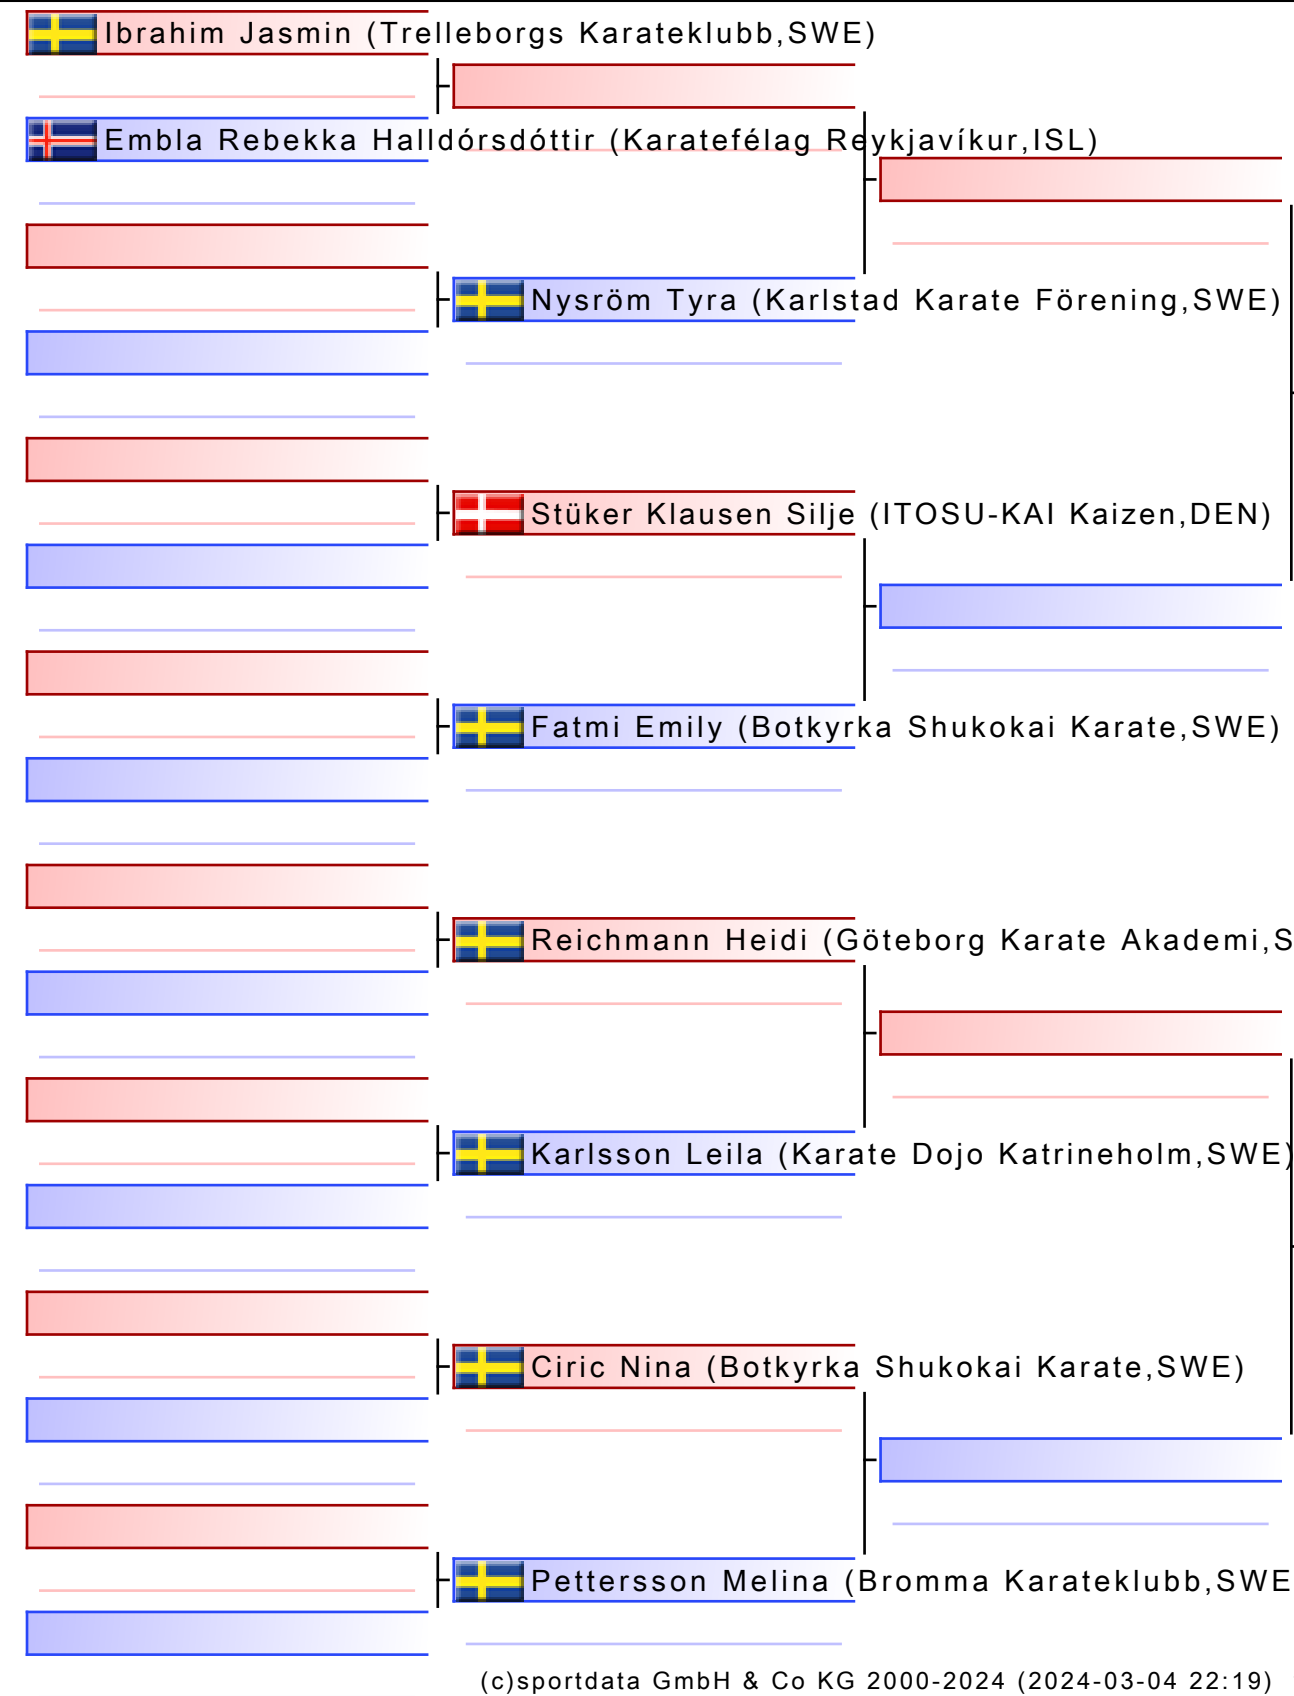 Ibrahim Jasmin (Trelleborgs Karateklubb,SWE)
Embla Rebekka Halldórsdóttir (Karatefélag Reykjavíkur,ISL)
Nysröm Tyra (Karlstad Karate Förening,SWE)
Stüker Klausen Silje (ITOSU-KAI Kaizen,DEN)
Fatmi Emily (Botkyrka Shukokai Karate,SWE)
Reichmann Heidi (Göteborg Karate Akademi,S
Karlsson Leila (Karate Dojo Katrineholm,SWE)
Ciric Nina (Botkyrka Shukokai Karate,SWE)
Pettersson Melina (Bromma Karateklubb,SWE
(c)sportdata GmbH & Co KG 2000-2024 (2024-03-04 22:19)